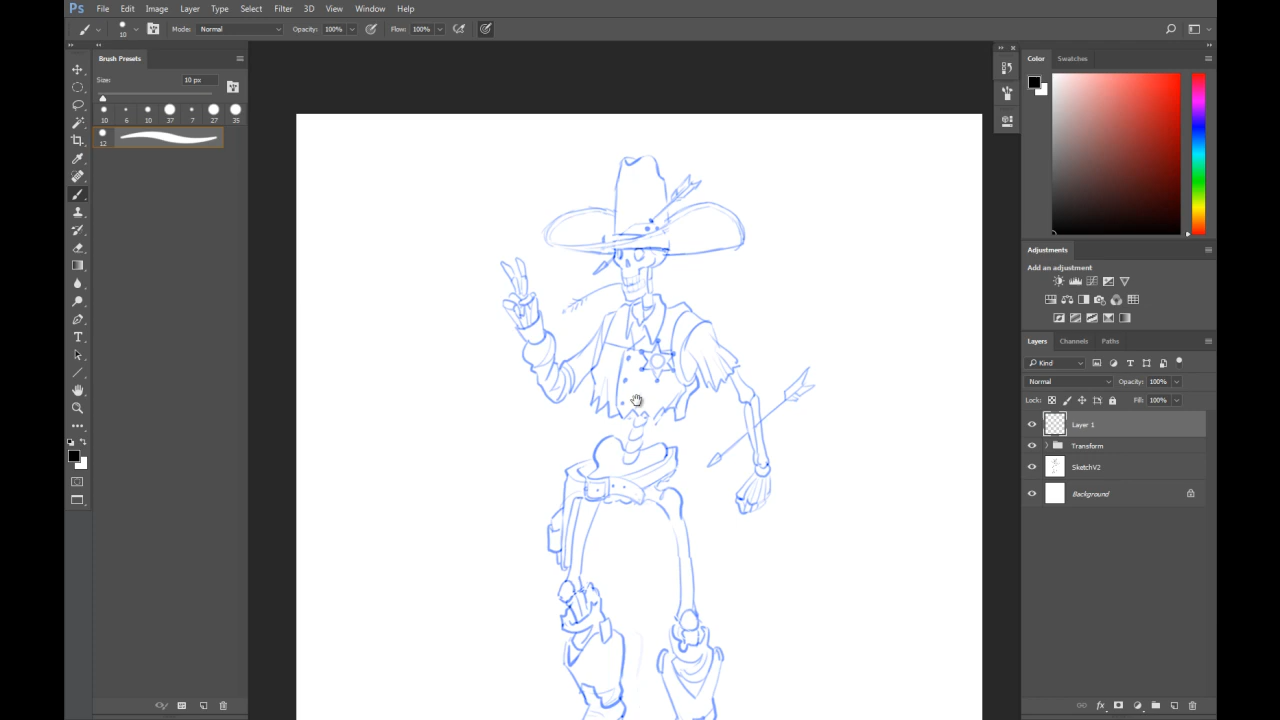 Ps File Edit Image Layer Type Select Filter 3D View Window Help
10 Mode: Normal Opacity: 100% Flow: 100%
Brush Presets
Size: 10 px
10 6 10 37 7 27 35
12
Color Swatches
Adjustments
Add an adjustment
Layers Channels Paths
Kind
Normal Opacity: 100%
Lock: Fill: 100%
Layer 1
Transform
SketchV2
Background